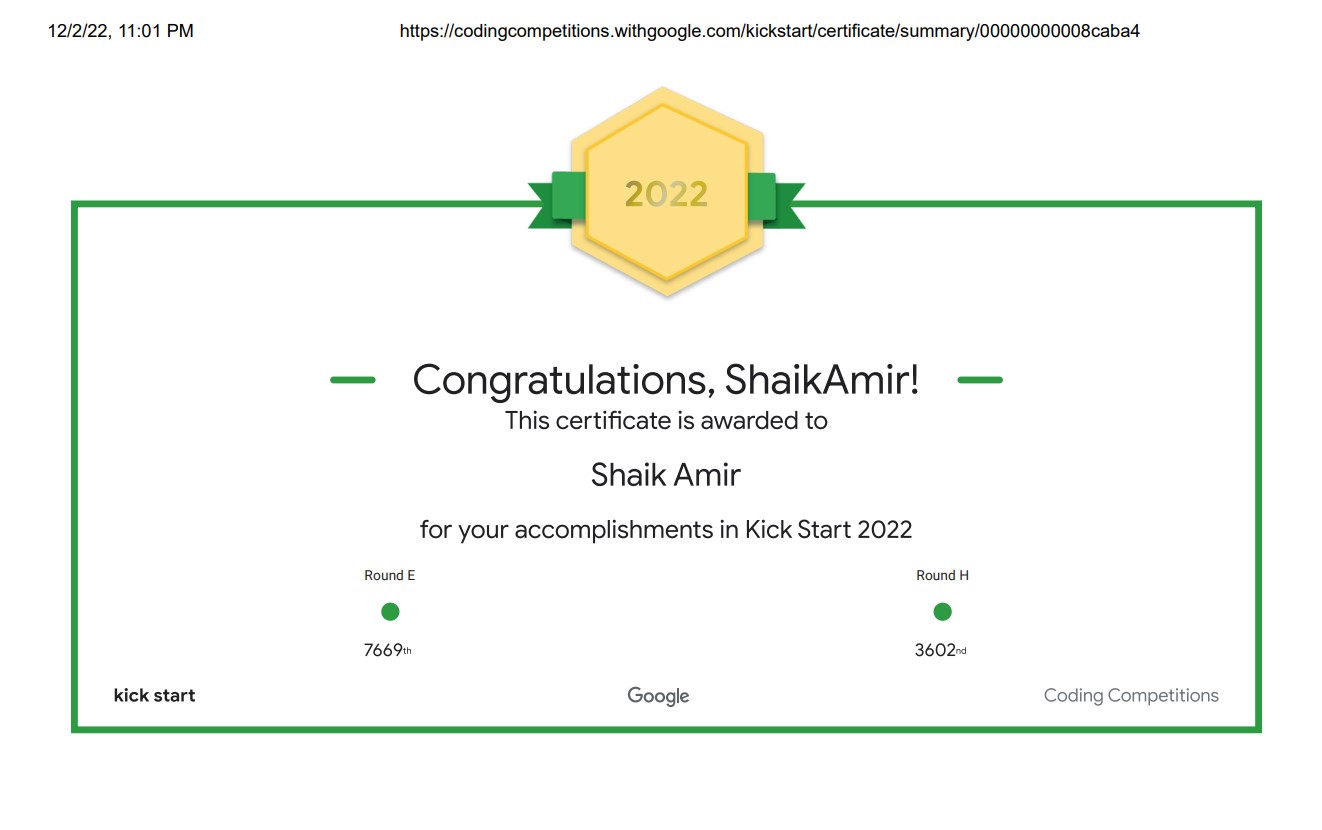 12/2/22, 11:01 PM https://codingcompetitions.withgoogle.com/kickstart/certificate/summary/00000000008caba4
2022
Congratulations, ShaikAmir!
This certificate is awarded to
Shaik Amir
for your accomplishments in Kick Start 2022
Round E Round H
7669th 3602nd
kick start Google Coding Competitions